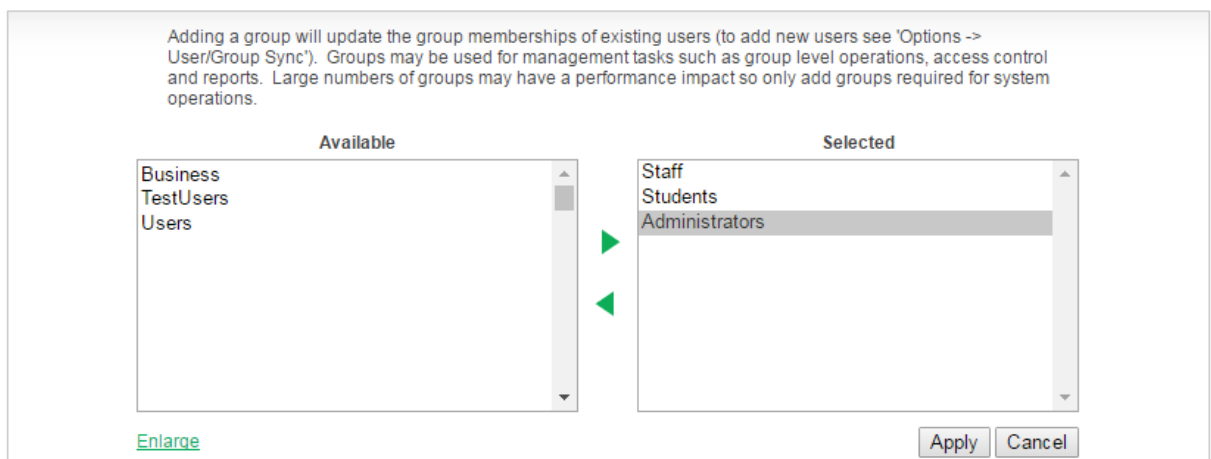 Adding a group will update the group memberships of existing users (to add new users see 'Options ->
User/Group Sync').  Groups may be used for management tasks such as group level operations, access control
and reports.  Large numbers of groups may have a performance impact so only add groups required for system
operations.
Available
Business
TestUsers
Users
Selected
Staff
Students
Administrators
Enlarge
Apply
Cancel